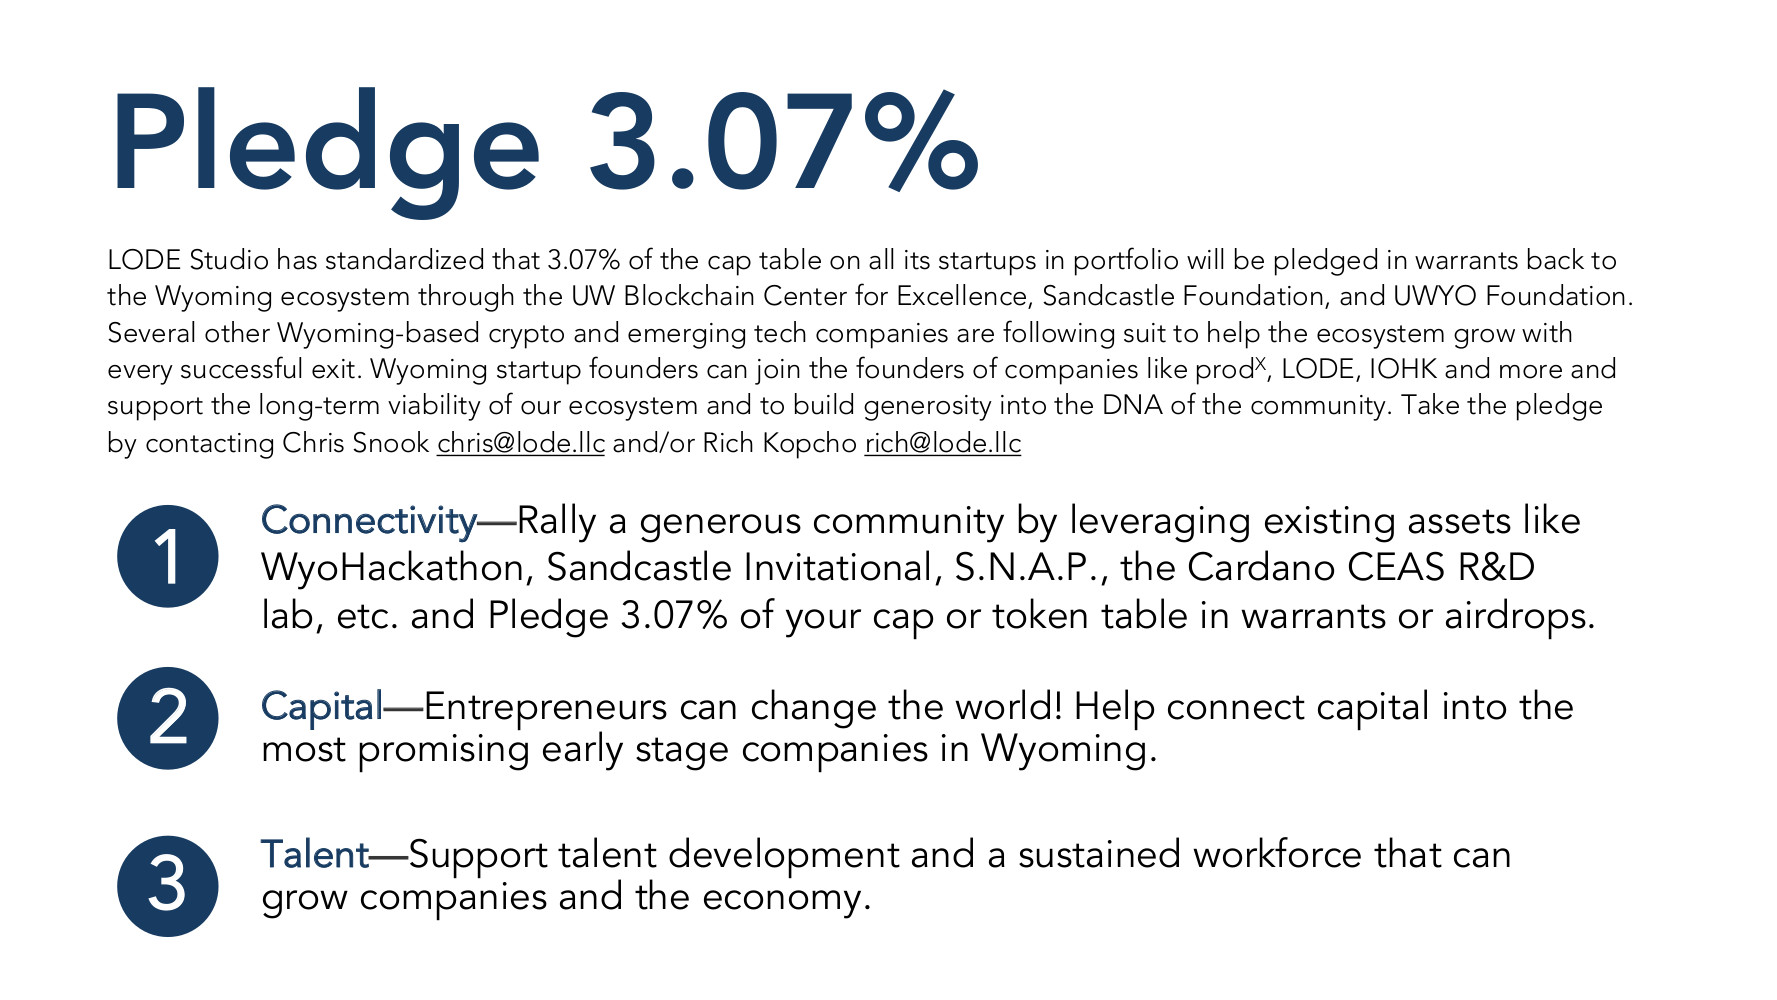 Pledge 3.07%
LODE Studio has standardized that 3.07% of the cap table on all its startups in portfolio will be pledged in warrants back to
the Wyoming ecosystem through the UW Blockchain Center for Excellence, Sandcastle Foundation, and UWYO Foundation.
Several other Wyoming-based crypto and emerging tech companies are following suit to help the ecosystem grow with
every successful exit. Wyoming startup founders can join the founders of companies like prodX, LODE, IOHK and more and
support the long-term viability of our ecosystem and to build generosity into the DNA of the community. Take the pledge
by contacting Chris Snook chris@lode.llc and/or Rich Kopcho rich@lode.llc
1
Connectivity—Rally a generous community by leveraging existing assets like
WyoHackathon, Sandcastle Invitational, S.N.A.P., the Cardano CEAS R&D
lab, etc. and Pledge 3.07% of your cap or token table in warrants or airdrops.
2
Capital—Entrepreneurs can change the world! Help connect capital into the
most promising early stage companies in Wyoming.
3
Talent—Support talent development and a sustained workforce that can
grow companies and the economy.